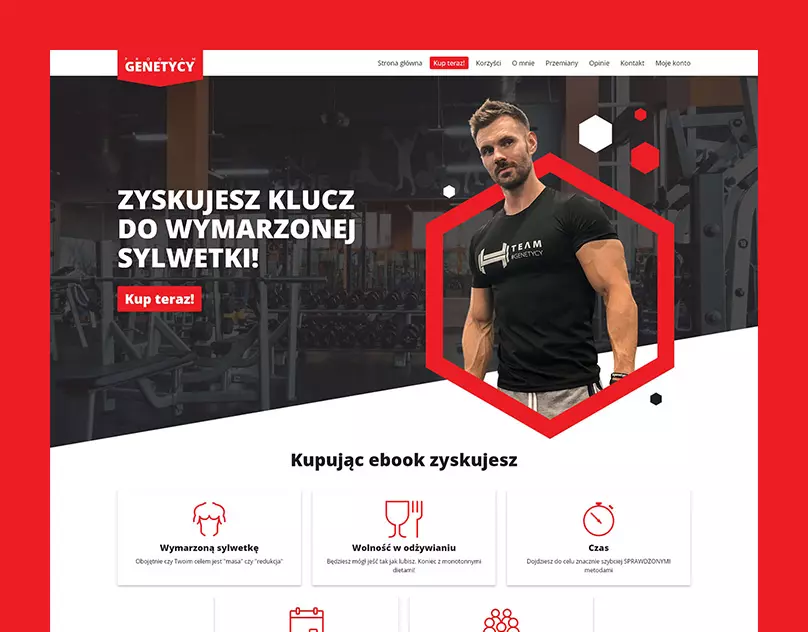 PROGRAM
GENETYCY
Strona główna Kup teraz! Korzyści O mnie Przemiany Opinie Kontakt Moje konto
ZYSKUJESZ KLUCZ
DO WYMARZONEJ
SYLWETKI!
Kup teraz!
TEAM
#GENETYCY
Kupując ebook zyskujesz
Wymarzoną sylwetkę
Obojętnie czy Twoim celem jest "masa" czy "redukcja"
Wolność w odżywianiu
Będziesz mógł jeść tak jak lubisz. Koniec z monotonnymi
dietami!
Czas
Dojdziesz do celu znacznie szybciej SPRAWDZONYMI
metodami